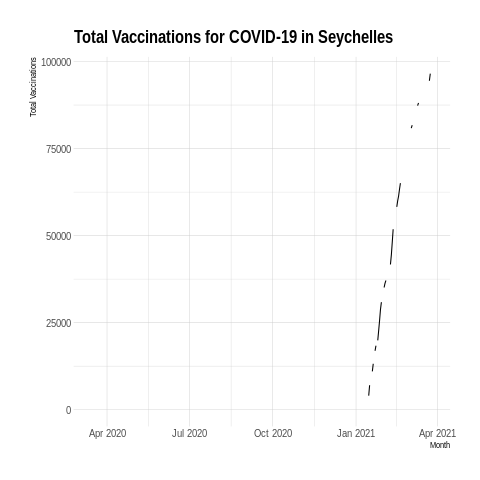 Total Vaccinations for COVID-19 in Seychelles
Total Vaccinations
100000
75000
50000
25000
0
Apr 2020 Jul 2020 Oct 2020 Jan 2021 Apr 2021
Month